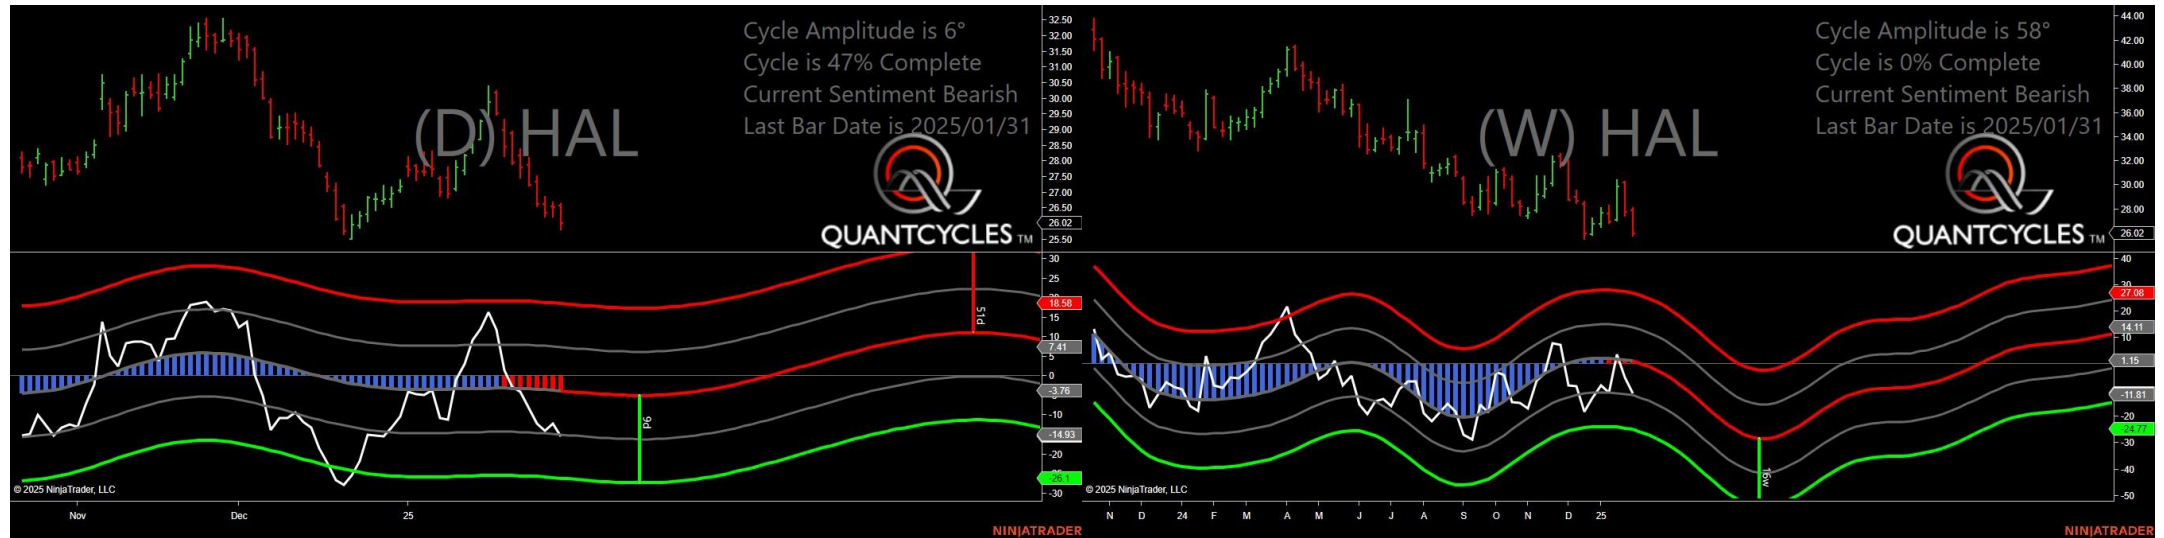 Cycle Amplitude is 6°
Cycle is 47% Complete
Current Sentiment Bearish
Last Bar Date is 2025/01/31
(D) HAL
QUANTCYCLES TM
32.50
32.00
31.50
31.00
30.50
30.00
29.50
29.00
28.50
28.00
27.50
27.00
26.50
26.02
25.50
30
25
18.58
15
10
7.41
5
0
-3.76
-10
-14.93
-20
-26.1
-30
51d
9d
© 2025 NinjaTrader, LLC
Nov Dec 25
NINJATRADER
Cycle Amplitude is 58°
Cycle is 0% Complete
Current Sentiment Bearish
Last Bar Date is 2025/01/31
(W) HAL
QUANTCYCLES TM
44.00
42.00
40.00
38.00
36.00
34.00
32.00
30.00
28.00
26.02
40
30
27.08
20
14.11
10
1.15
-11.81
-20
-24.77
-30
-40
-50
© 2025 NinjaTrader, LLC
N D 24 F M A M J J A S O N D 25
NINJATRADER